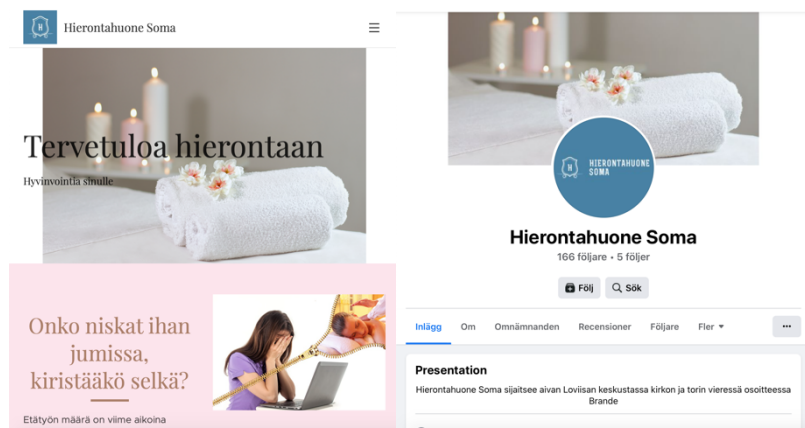 H
Hierontahuone Soma
Tervetuloa hierontaan
Hyvinvointia sinulle
Onko niskat ihan
jumissa,
kiristääkö selkä?
Etätyön määrä on viime aikoina
H
HIERONTAHUONE
SOMA
Hierontahuone Soma
166 följare • 5 följer
Följ
Sök
Inlägg Om Omnämnanden Recensioner Följare Fler
Presentation
Hierontahuone Soma sijaitsee aivan Loviisan keskustassa kirkon ja torin vieressä osoitteessa
Brande